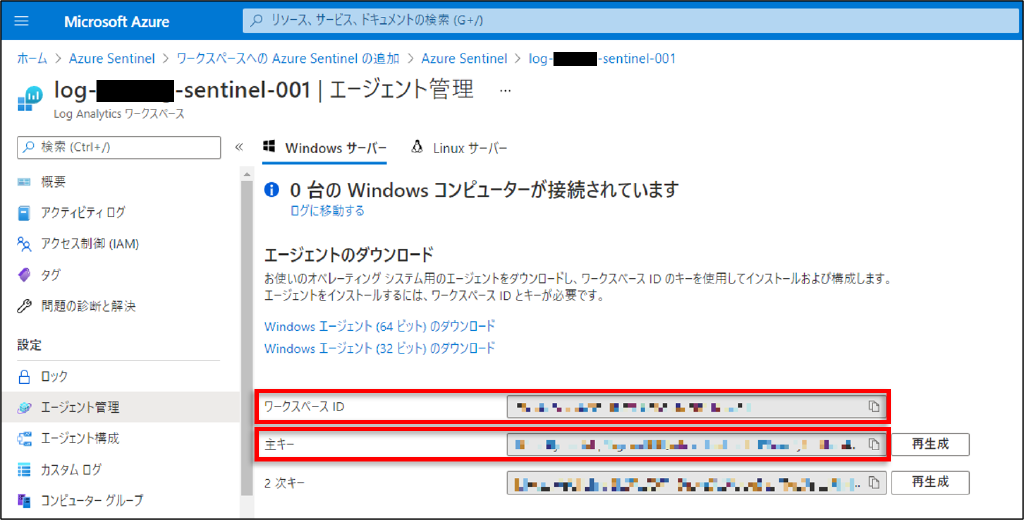 Microsoft Azure
リソース、サービス、ドキュメントの検索 (G+/)
ホーム > Azure Sentinel > ワークスペースへの Azure Sentinel の追加 > Azure Sentinel > log- -sentinel-001
log- -sentinel-001 | エージェント管理 ...
Log Analytics ワークスペース
検索 (Ctrl+/)
«
概要
アクティビティ ログ
アクセス制御 (IAM)
タグ
問題の診断と解決
設定
ロック
エージェント管理
エージェント構成
カスタム ログ
コンピューター グループ
Windows サーバー
Linux サーバー
0 台の Windows コンピューターが接続されています
ログに移動する
エージェントのダウンロード
お使いのオペレーティング システム用のエージェントをダウンロードし、ワークスペース ID のキーを使用してインストールおよび構成します。
エージェントをインストールするには、ワークスペース ID とキーが必要です。
Windows エージェント (64 ビット) のダウンロード
Windows エージェント (32 ビット) のダウンロード
ワークスペース ID
主キー
再生成
2 次キー
再生成